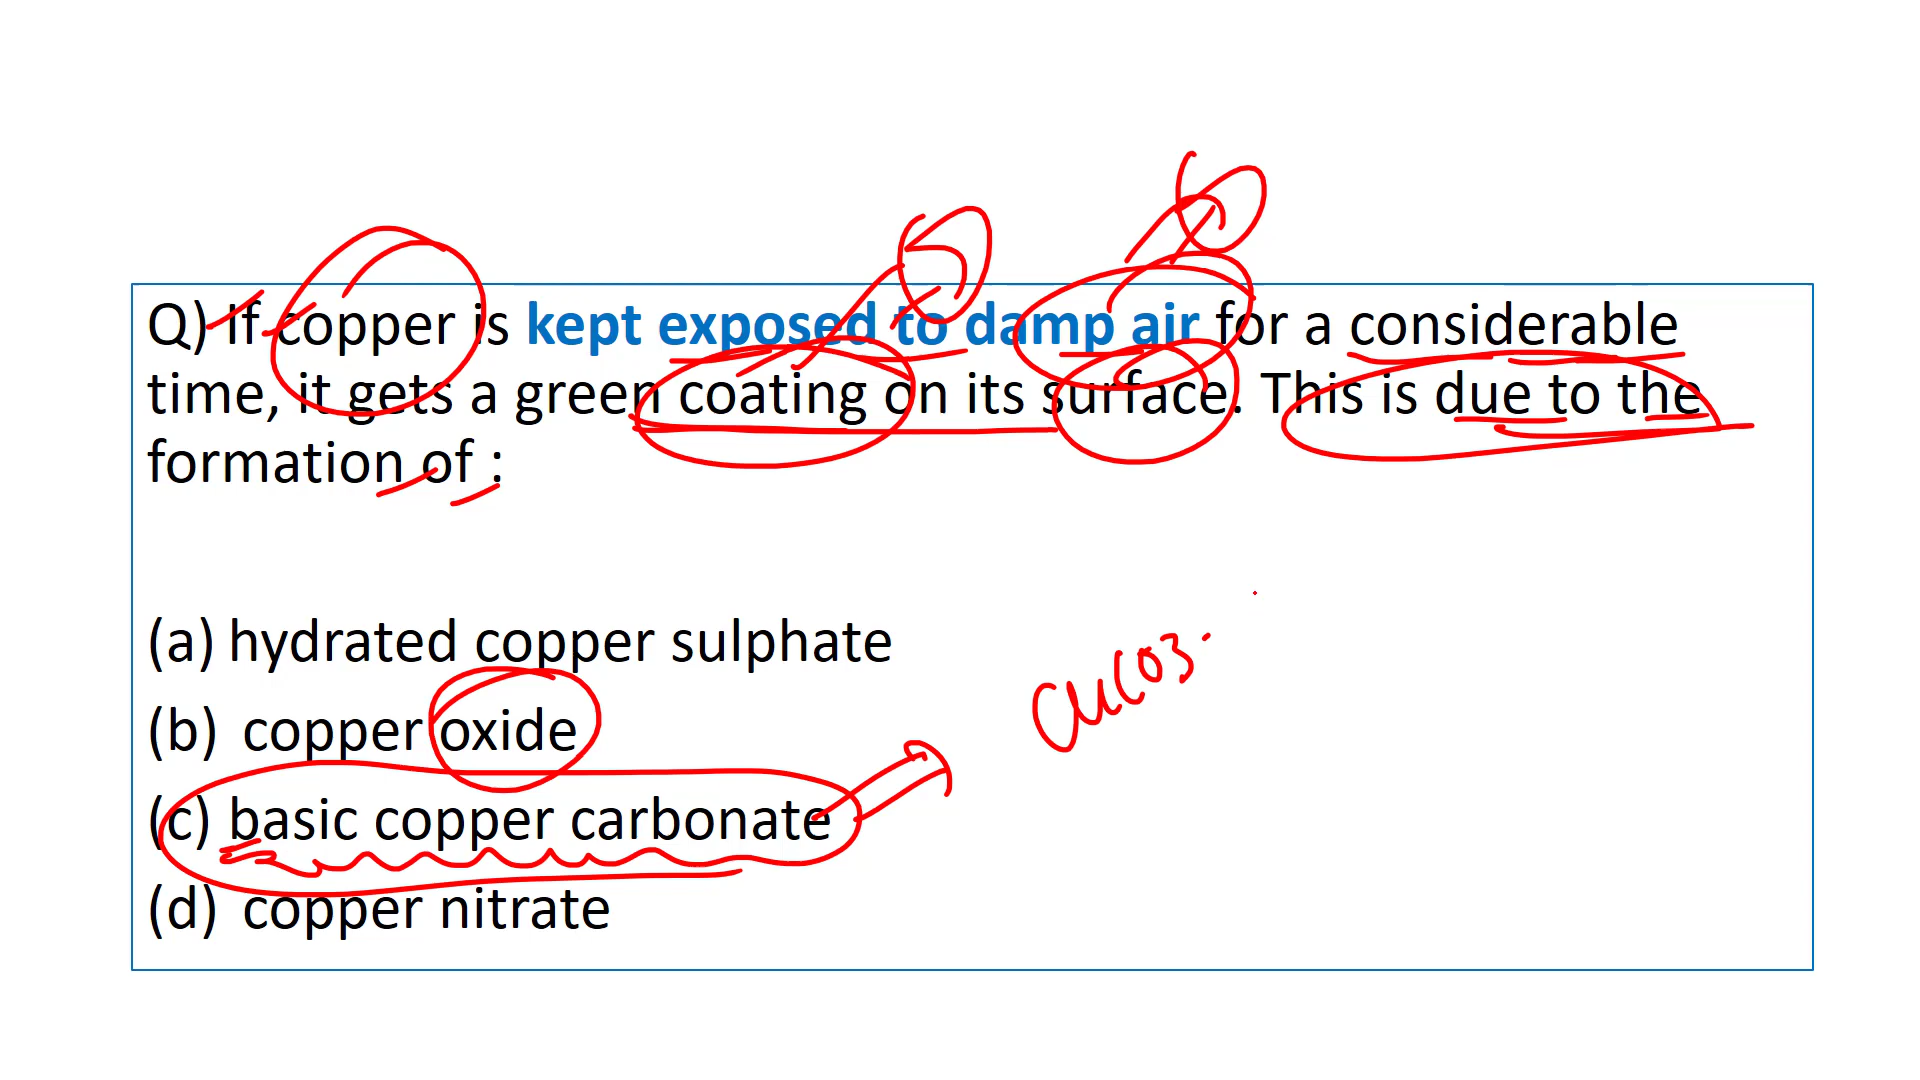 Q) If copper is kept exposed to damp air for a considerable
time, it gets a green coating on its surface. This is due to the
formation of :
(a) hydrated copper sulphate
(b) copper oxide
(c) basic copper carbonate
(d) copper nitrate
CuCO3.